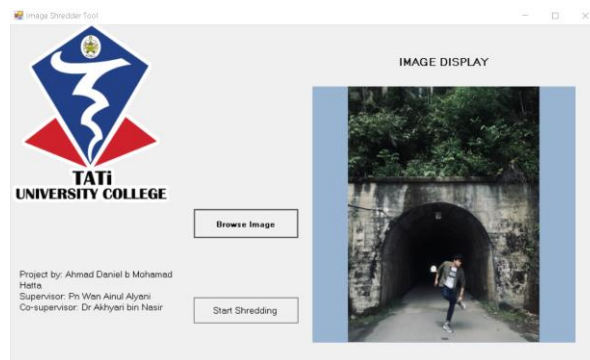 Image Shredder Tool
IMAGE DISPLAY
TATi
UNIVERSITY COLLEGE
Browse Image
Project by: Ahmad Daniel b Mohamad
Hatta
Supervisor: Pn Wan Ainul Alyani
Co-supervisor: Dr Akhyari bin Nasir
Start Shredding